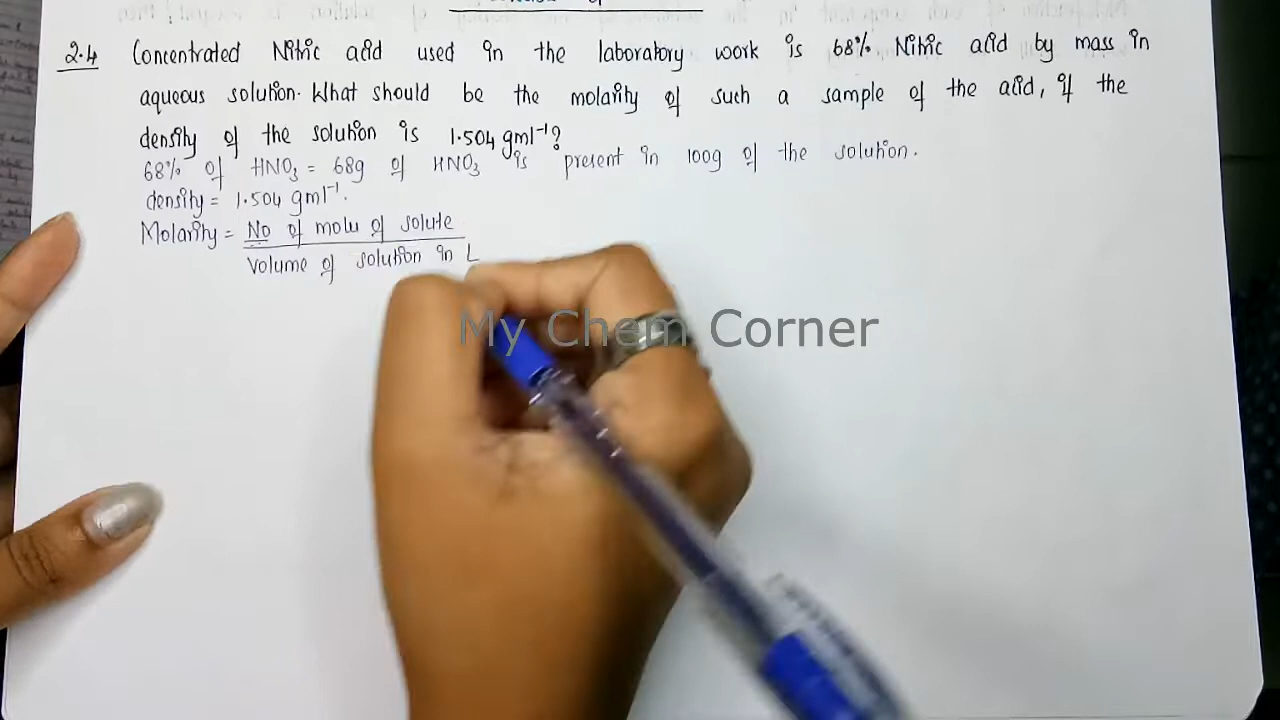 2.4 Concentrated Nitric acid used in the laboratory work is 68% Nitric acid by mass in
aqueous solution. What should be the molarity of such a sample of the acid, if the
density of the solution is 1.504 gml⁻¹?
68% of HNO₃ = 68g of HNO₃ is present in 100g of the solution.
density = 1.504 gml⁻¹.
Molarity = No of moles of solute
Volume of solution in L
My Chem Corner